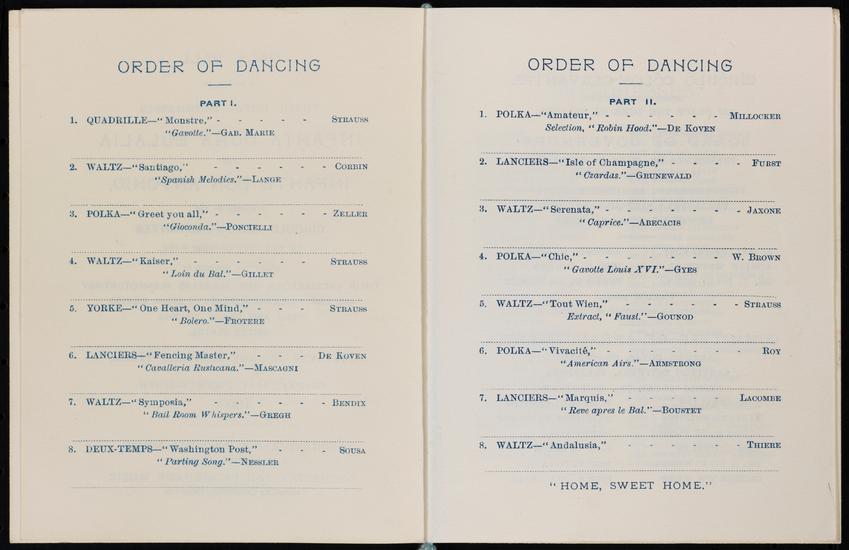 ORDER OF DANCING
PART I.
1. QUADRILLE—"Monstre," - - - - - STRAUSS
"Gavotte."—GAB. MARIE
2. WALTZ—"Santiago," - - - - - CORBIN
"Spanish Melodies."—LANGE
3. POLKA—"Greet you all," - - - - - - ZELLER
"Gioconda."—PONCIELLI
4. WALTZ—"Kaiser," - - - - - - STRAUSS
"Loin du Bal."—GILLET
5. YORKE—"One Heart, One Mind," - - - STRAUSS
"Bolero."—FROTERE
6. LANCIERS—"Fencing Master," - - - DE KOVEN
"Cavalleria Rusticana."—MASCAGNI
7. WALTZ—"Symposia," - - - - - - BENDIX
"Ball Room Whispers."—GREGH
8. DEUX-TEMPS—"Washington Post," - - - SOUSA
"Parting Song."—NESSLER
ORDER OF DANCING
PART II.
1. POLKA—"Amateur," - - - - - - MILLOCKER
Selection, "Robin Hood."—DE KOVEN
2. LANCIERS—"Isle of Champagne," - - - - FURST
"Czardas."—GRUNEWALD
3. WALTZ—"Serenata," - - - - - - - JAXONE
"Caprice."—ABECACIS
4. POLKA—"Chic," - - - - - - - W. BROWN
"Gavotte Louis XVI."—GYES
5. WALTZ—"Tout Wien," - - - - - - STRAUSS
Extract, "Faust."—GOUNOD
6. POLKA—"Vivacité," - - - - - - - ROY
"American Airs."—ARMSTRONG
7. LANCIERS—"Marquis," - - - - - LACOMBE
"Reve apres le Bal."—BOUSTET
8. WALTZ—"Andalusia," - - - - - - THIERE
"HOME, SWEET HOME."